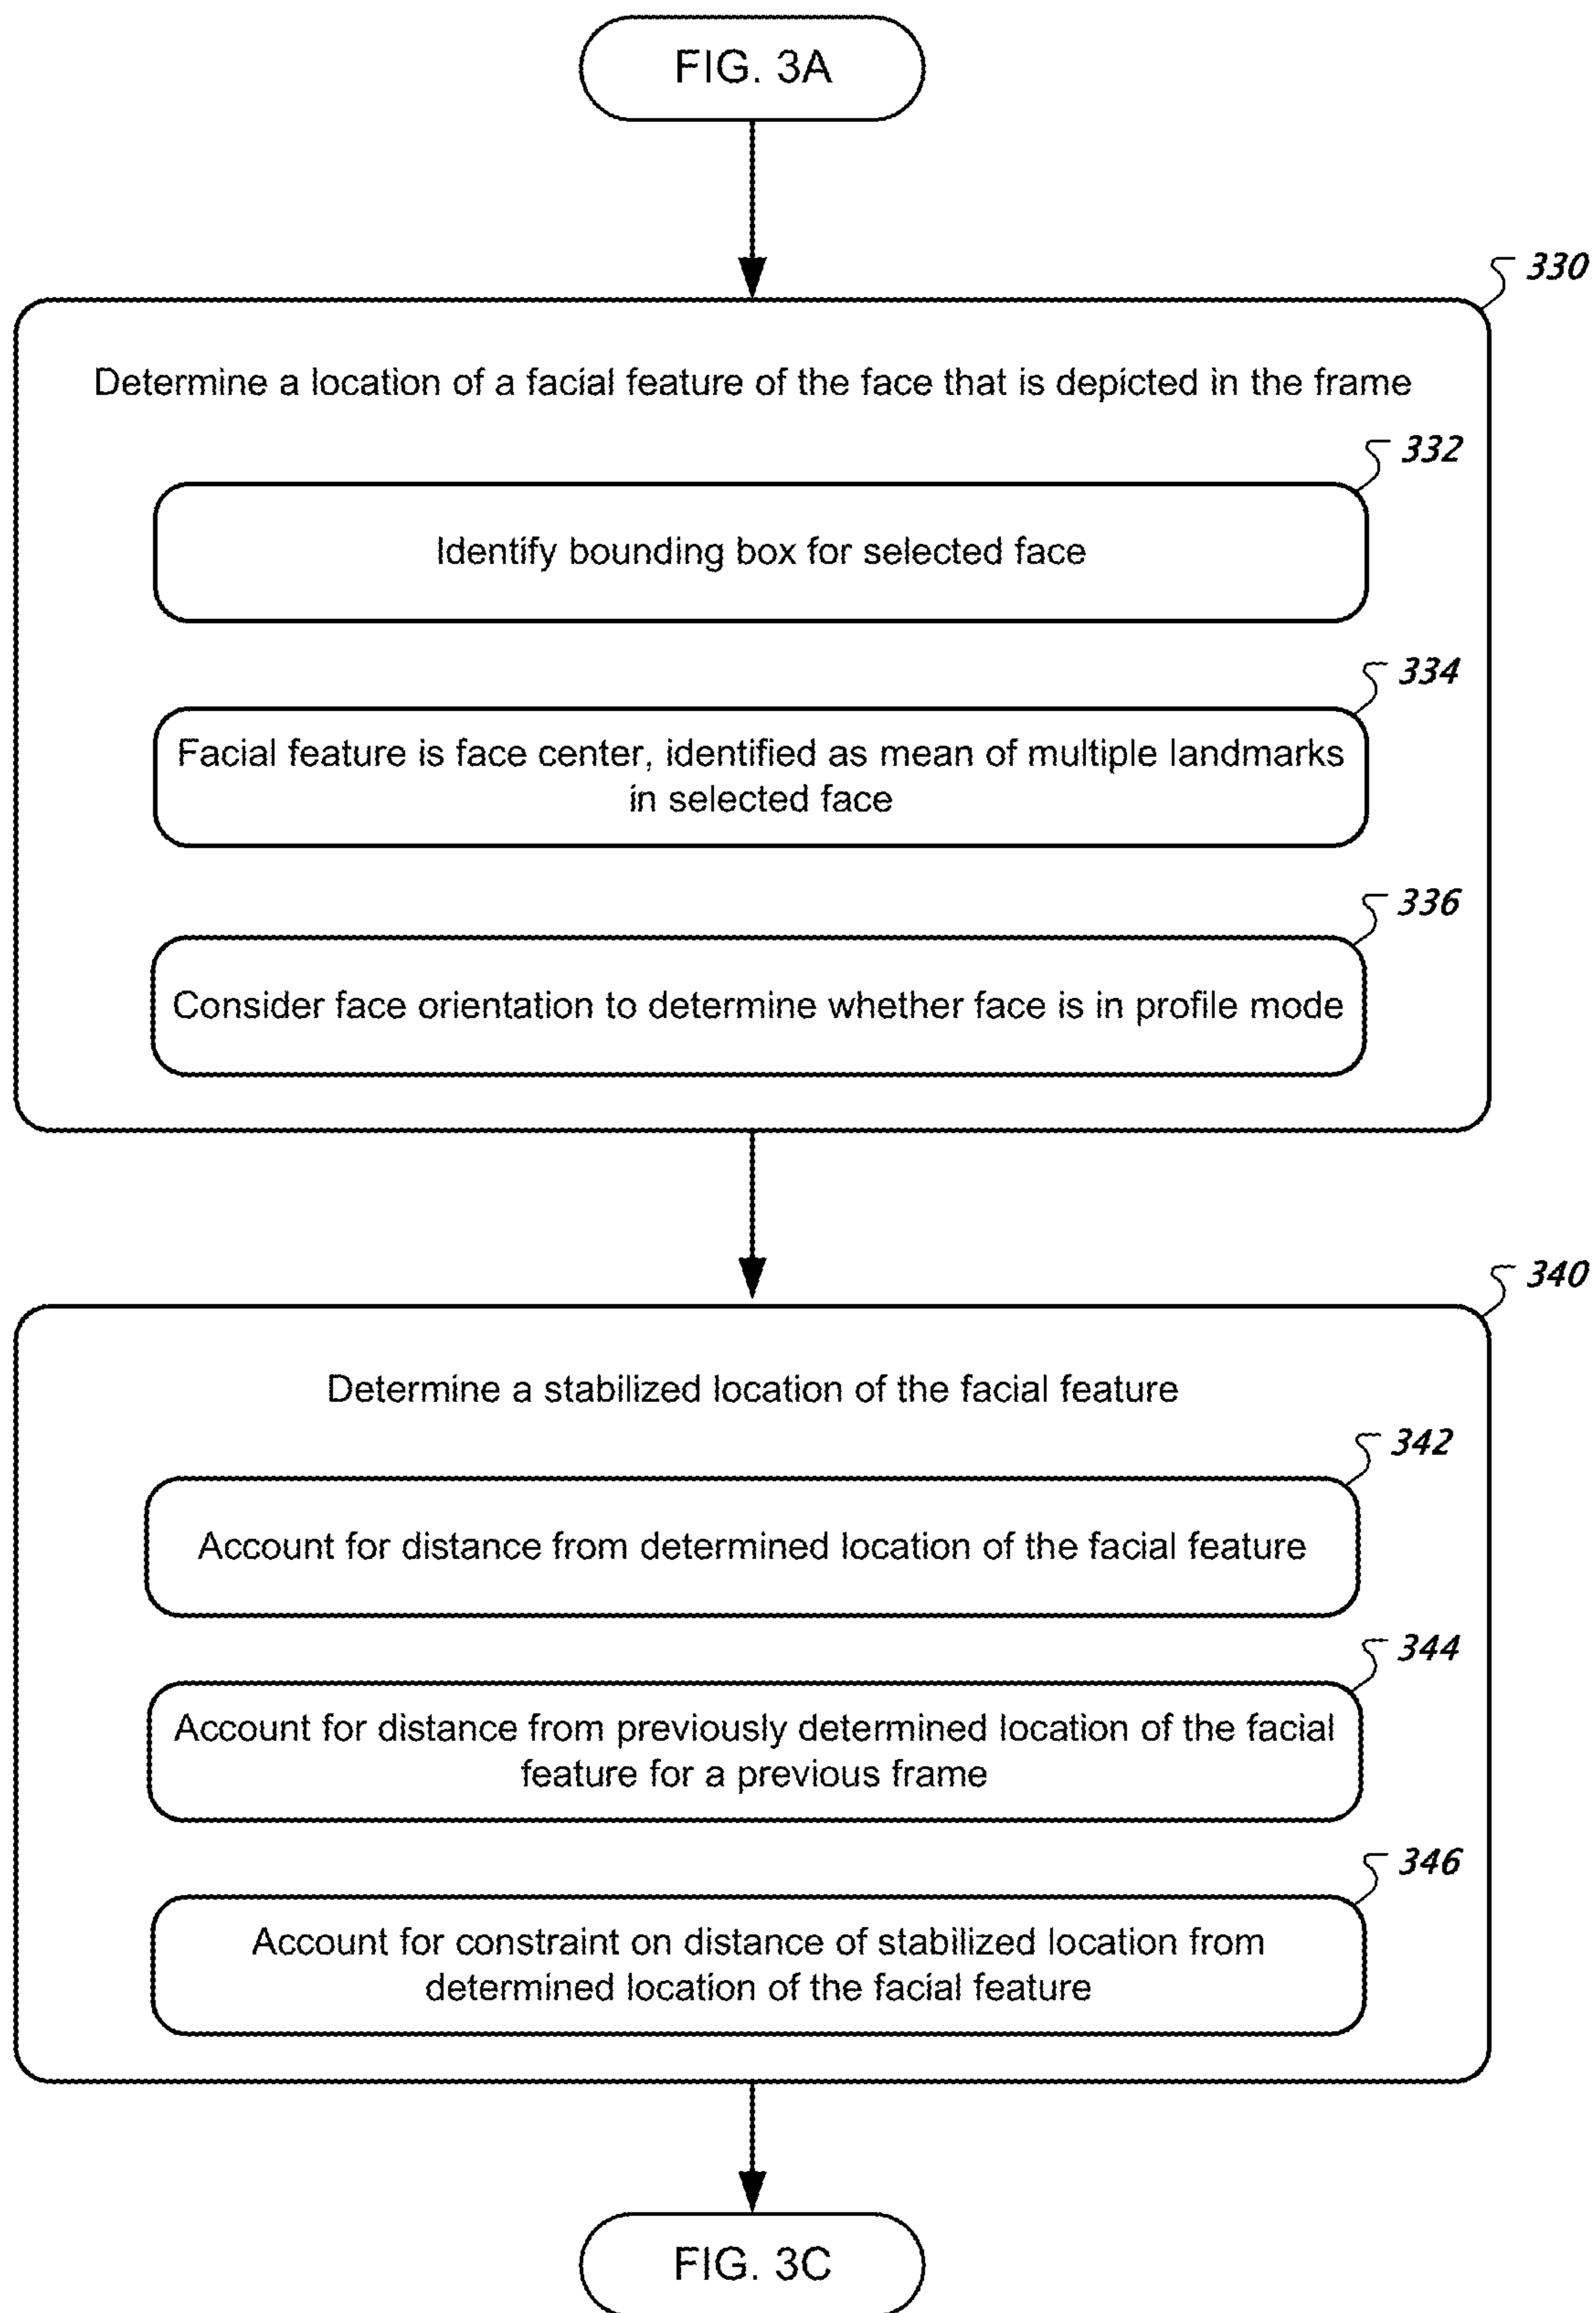 FIG. 3A
330
Determine a location of a facial feature of the face that is depicted in the frame
332
Identify bounding box for selected face
334
Facial feature is face center, identified as mean of multiple landmarks
in selected face
336
Consider face orientation to determine whether face is in profile mode
340
Determine a stabilized location of the facial feature
342
Account for distance from determined location of the facial feature
344
Account for distance from previously determined location of the facial
feature for a previous frame
346
Account for constraint on distance of stabilized location from
determined location of the facial feature
FIG. 3C